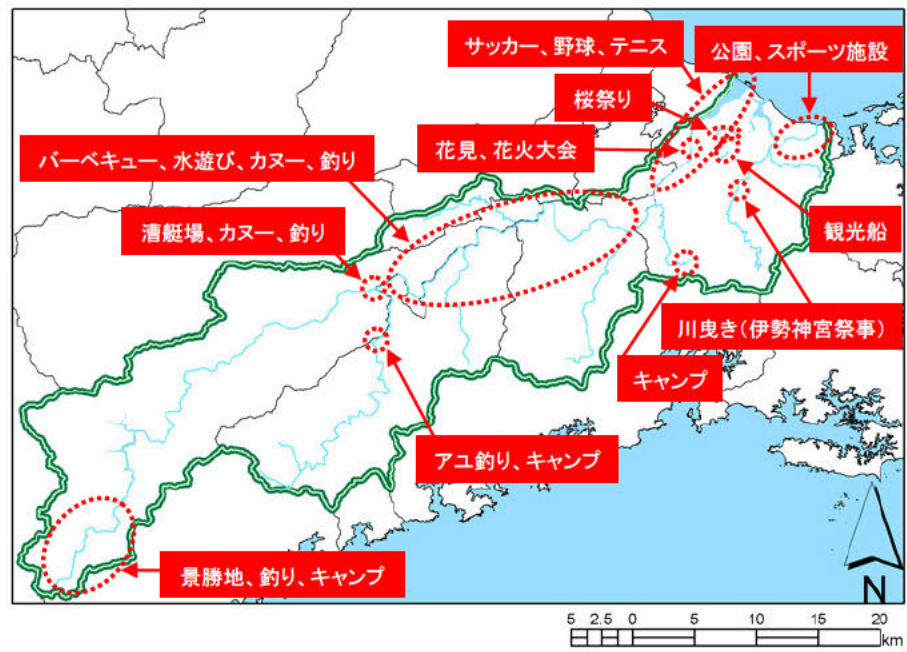 サッカー、野球、テニス
公園、スポーツ施設
桜祭り
花見、花火大会
バーベキュー、水遊び、カヌー、釣り
観光船
漕艇場、カヌー、釣り
川曳き(伊勢神宮祭事)
キャンプ
アユ釣り、キャンプ
景勝地、釣り、キャンプ
N
5 2.5 0 5 10 15 20
km